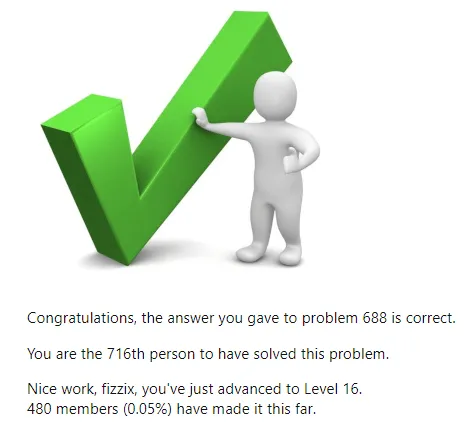 Congratulations, the answer you gave to problem 688 is correct.
You are the 716th person to have solved this problem.
Nice work, fizzix, you've just advanced to Level 16.
480 members (0.05%) have made it this far.